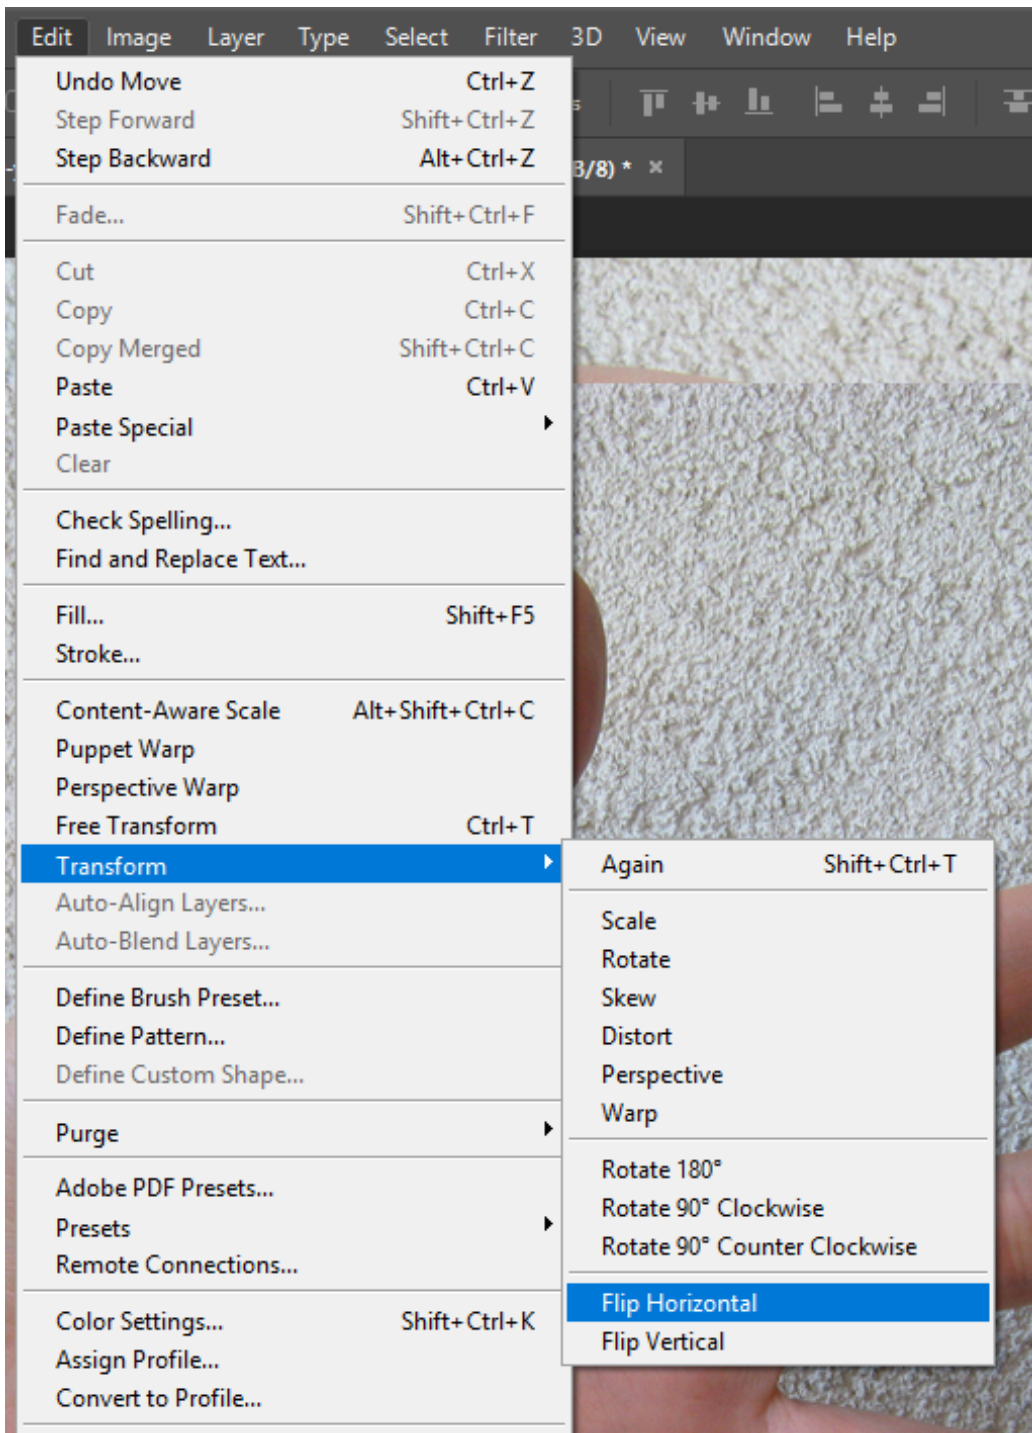 Edit Image Layer Type Select Filter 3D View Window Help
Undo Move Ctrl+Z
Step Forward Shift+Ctrl+Z
Step Backward Alt+Ctrl+Z
B/8) * ×
Fade... Shift+Ctrl+F
Cut Ctrl+X
Copy Ctrl+C
Copy Merged Shift+Ctrl+C
Paste Ctrl+V
Paste Special
Clear
Check Spelling...
Find and Replace Text...
Fill... Shift+F5
Stroke...
Content-Aware Scale Alt+Shift+Ctrl+C
Puppet Warp
Perspective Warp
Free Transform Ctrl+T
Transform
Auto-Align Layers...
Auto-Blend Layers...
Define Brush Preset...
Define Pattern...
Define Custom Shape...
Purge
Adobe PDF Presets...
Presets
Remote Connections...
Color Settings... Shift+Ctrl+K
Assign Profile...
Convert to Profile...
Again Shift+Ctrl+T
Scale
Rotate
Skew
Distort
Perspective
Warp
Rotate 180°
Rotate 90° Clockwise
Rotate 90° Counter Clockwise
Flip Horizontal
Flip Vertical